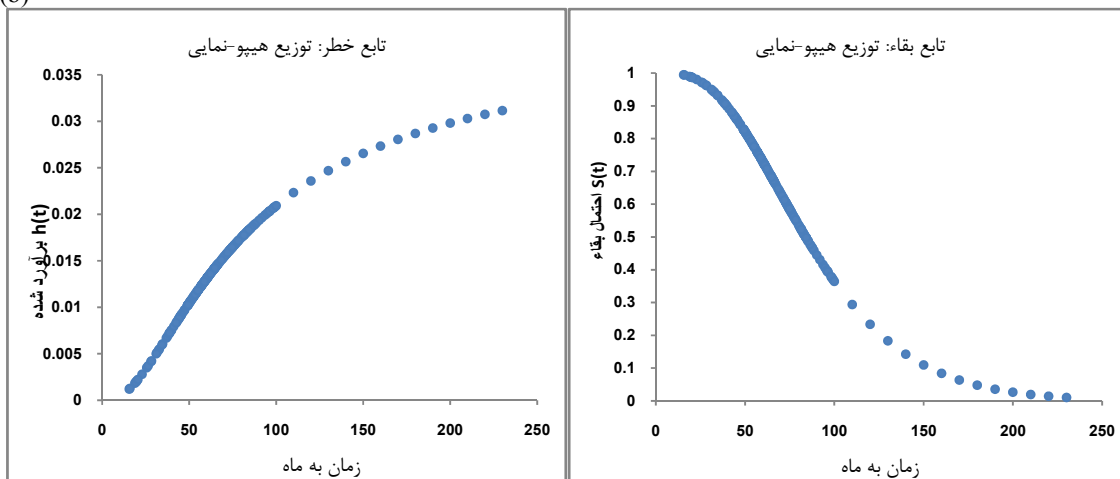 (b)
تابع خطر: توزیع هیپو-نمایی
0.035
0.03
0.025
0.02
0.015
0.01
0.005
0
0 50 100 150 200 250
h(t) برآورد شده
زمان به ماه
تابع بقاء: توزیع هیپو-نمایی
1
0.9
0.8
0.7
0.6
0.5
0.4
0.3
0.2
0.1
0
0 50 100 150 200 250
احتمال بقاء S(t)
زمان به ماه